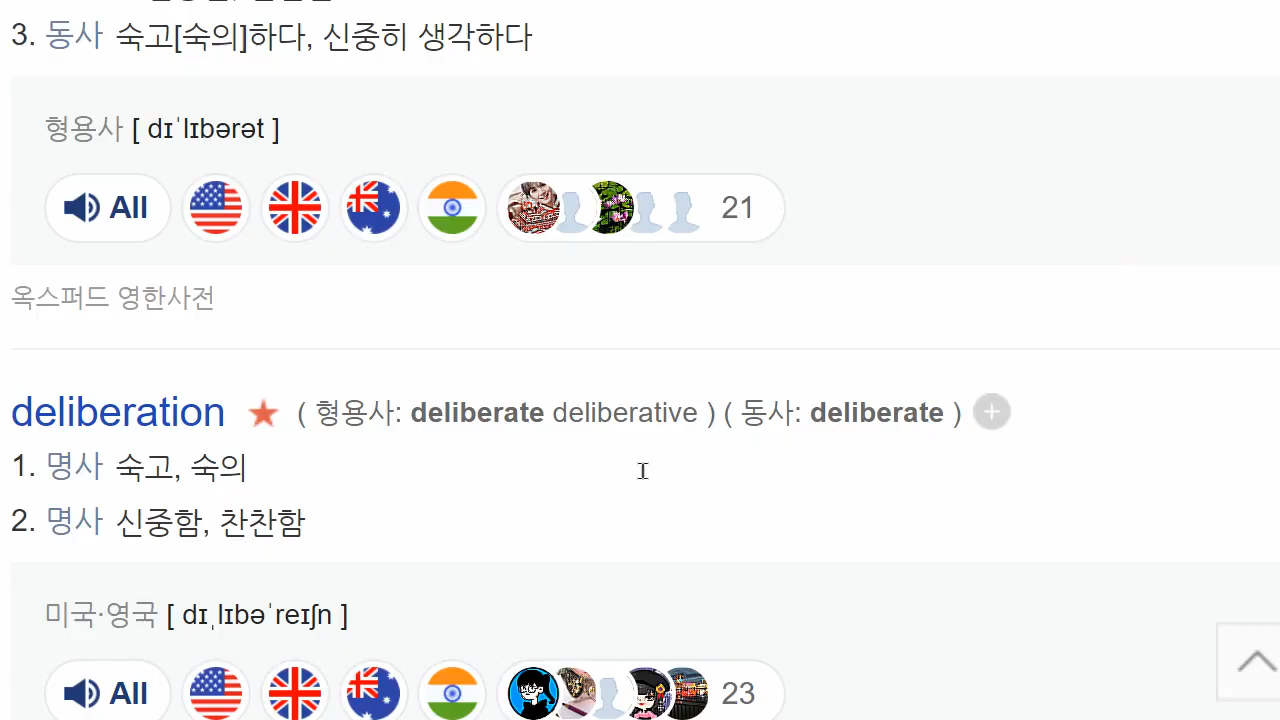 3. 동사 숙고[숙의]하다, 신중히 생각하다
형용사 [ dɪˈlɪbərət ]
All 21
옥스퍼드 영한사전
deliberation ( 형용사: deliberate deliberative ) ( 동사: deliberate )
1. 명사 숙고, 숙의
2. 명사 신중함, 찬찬함
미국·영국 [ dɪˌlɪbəˈreɪʃn ]
All 23